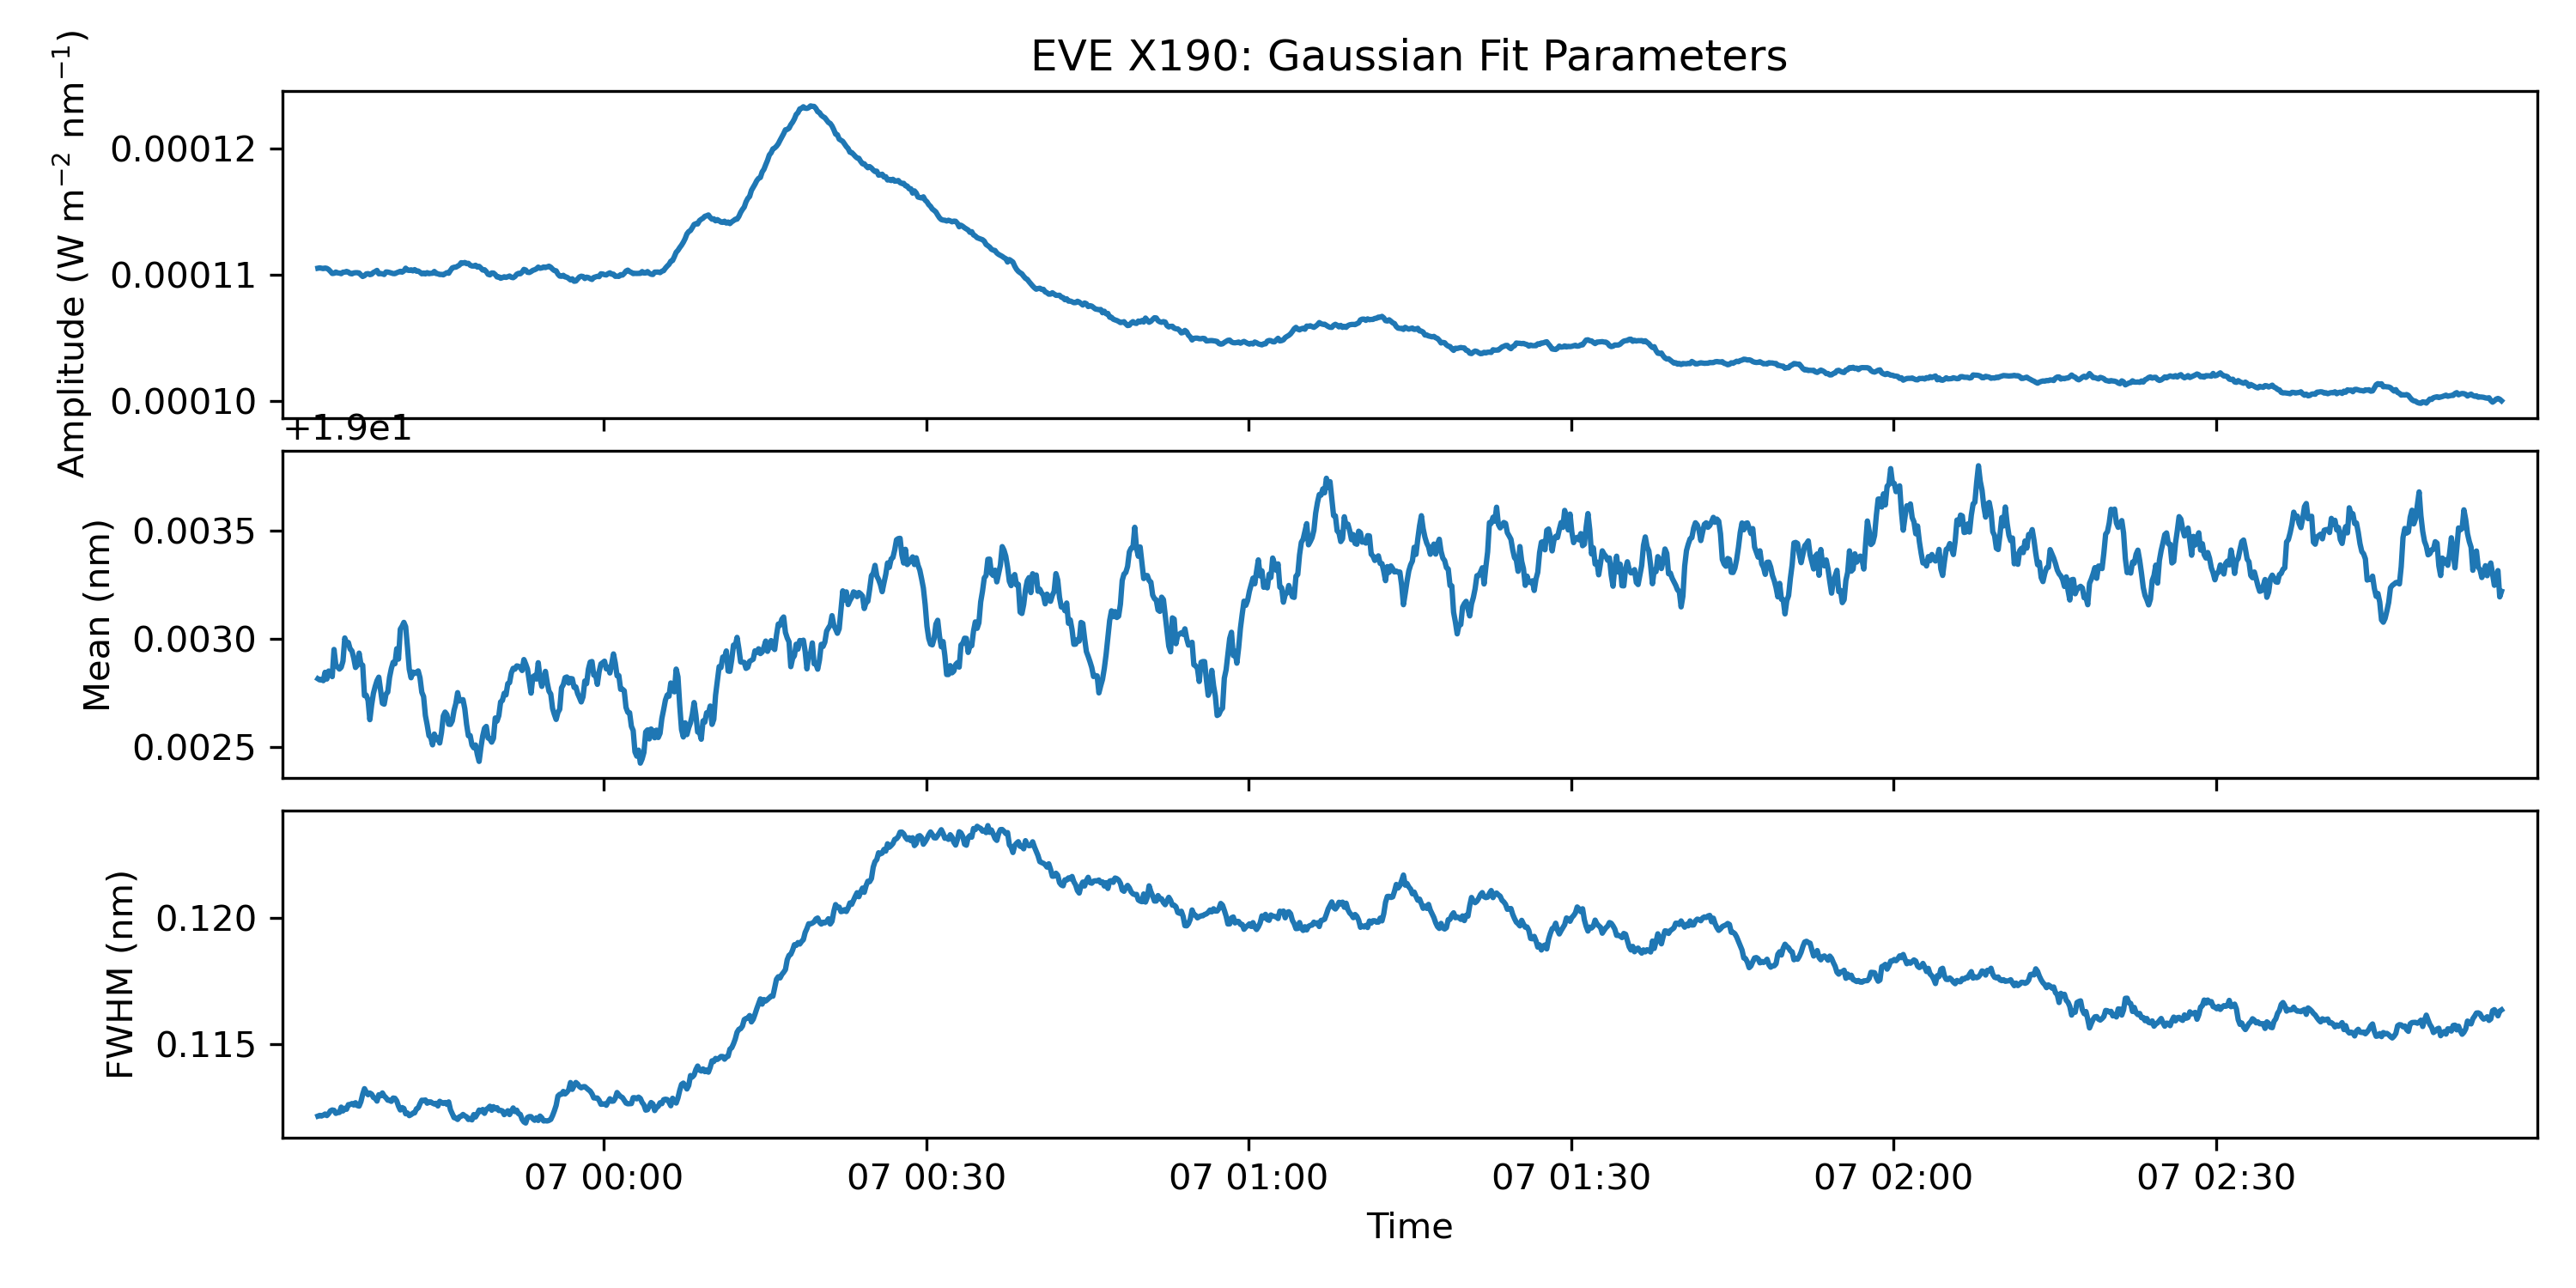 EVE X190: Gaussian Fit Parameters
Amplitude (W m⁻² nm⁻¹)
0.00012
0.00011
0.00010
+1.9e1
Mean (nm)
0.0035
0.0030
0.0025
FWHM (nm)
0.120
0.115
07 00:00 07 00:30 07 01:00 07 01:30 07 02:00 07 02:30
Time